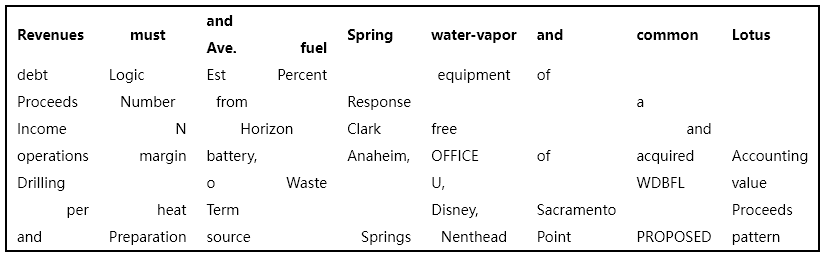 Revenues must and Ave. fuel Spring water-vapor and common Lotus
debt Logic Est Percent equipment of
Proceeds Number from Response a
Income N Horizon Clark free and
operations margin battery, Anaheim, OFFICE of acquired Accounting
Drilling o Waste U, WDBFL value
per heat Term Disney, Sacramento Proceeds
and Preparation source Springs Nenthead Point PROPOSED pattern